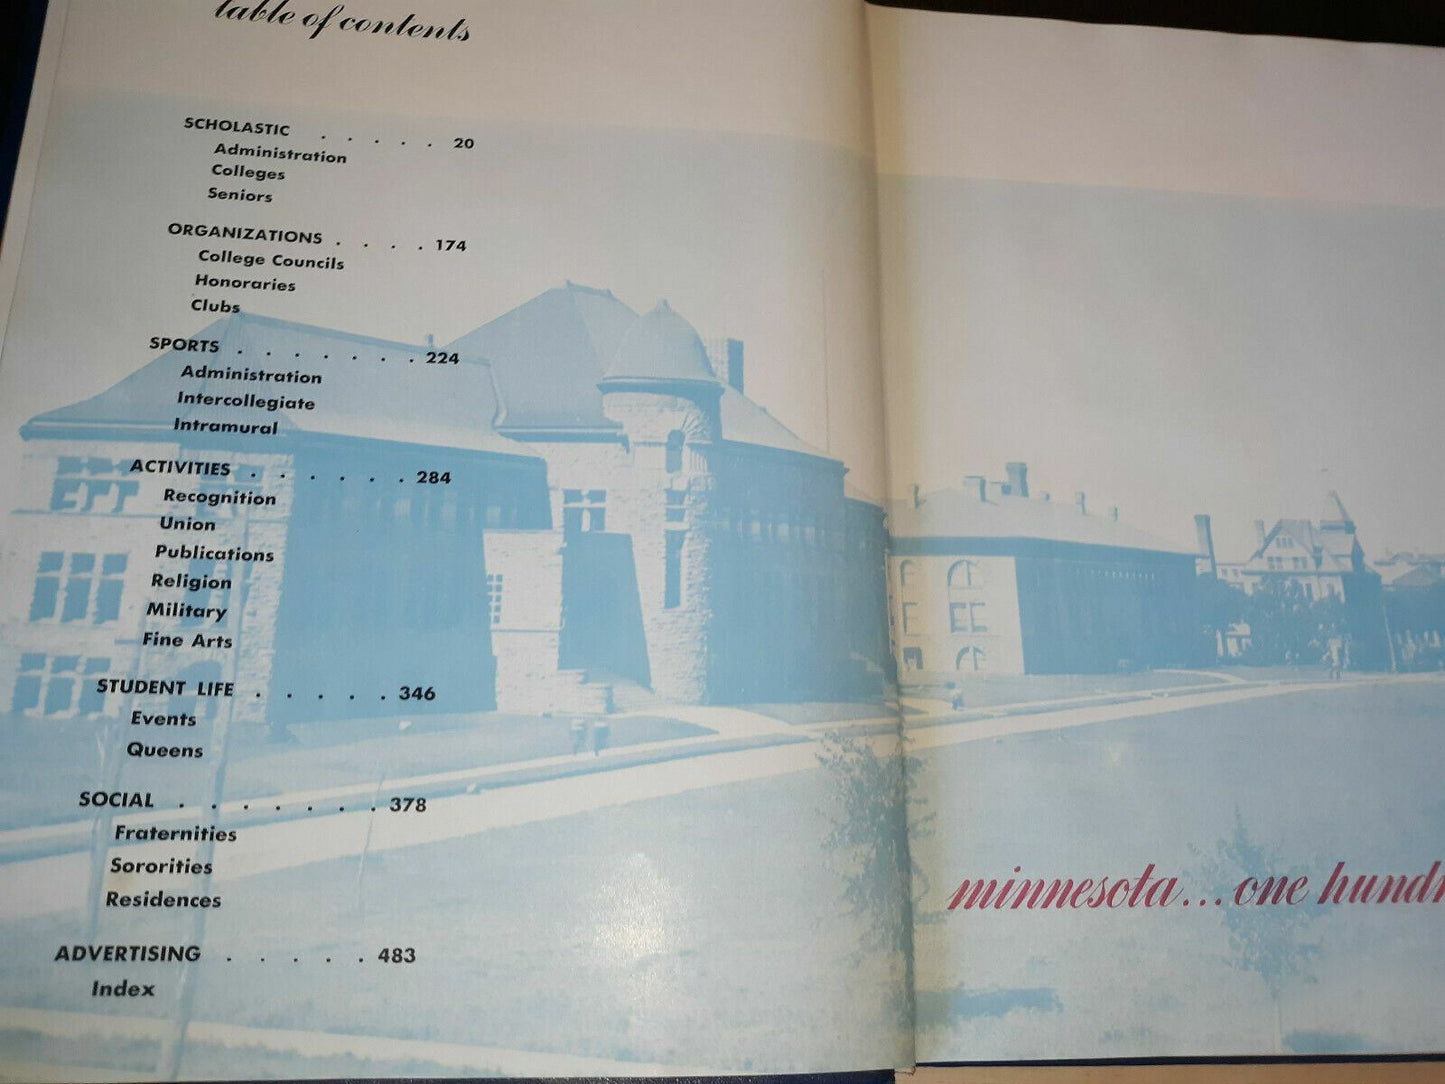 table of contents
SCHOLASTIC . . . . . 20
Administration
Colleges
Seniors
ORGANIZATIONS . . . . 174
College Councils
Honoraries
Clubs
SPORTS . . . . . . . 224
Administration
Intercollegiate
Intramural
ACTIVITIES . . . . . . 284
Recognition
Union
Publications
Religion
Military
Fine Arts
STUDENT LIFE . . . . . 346
Events
Queens
SOCIAL . . . . . . . 378
Fraternities
Sororities
Residences
ADVERTISING . . . . . 483
Index
minnesota...one hundr